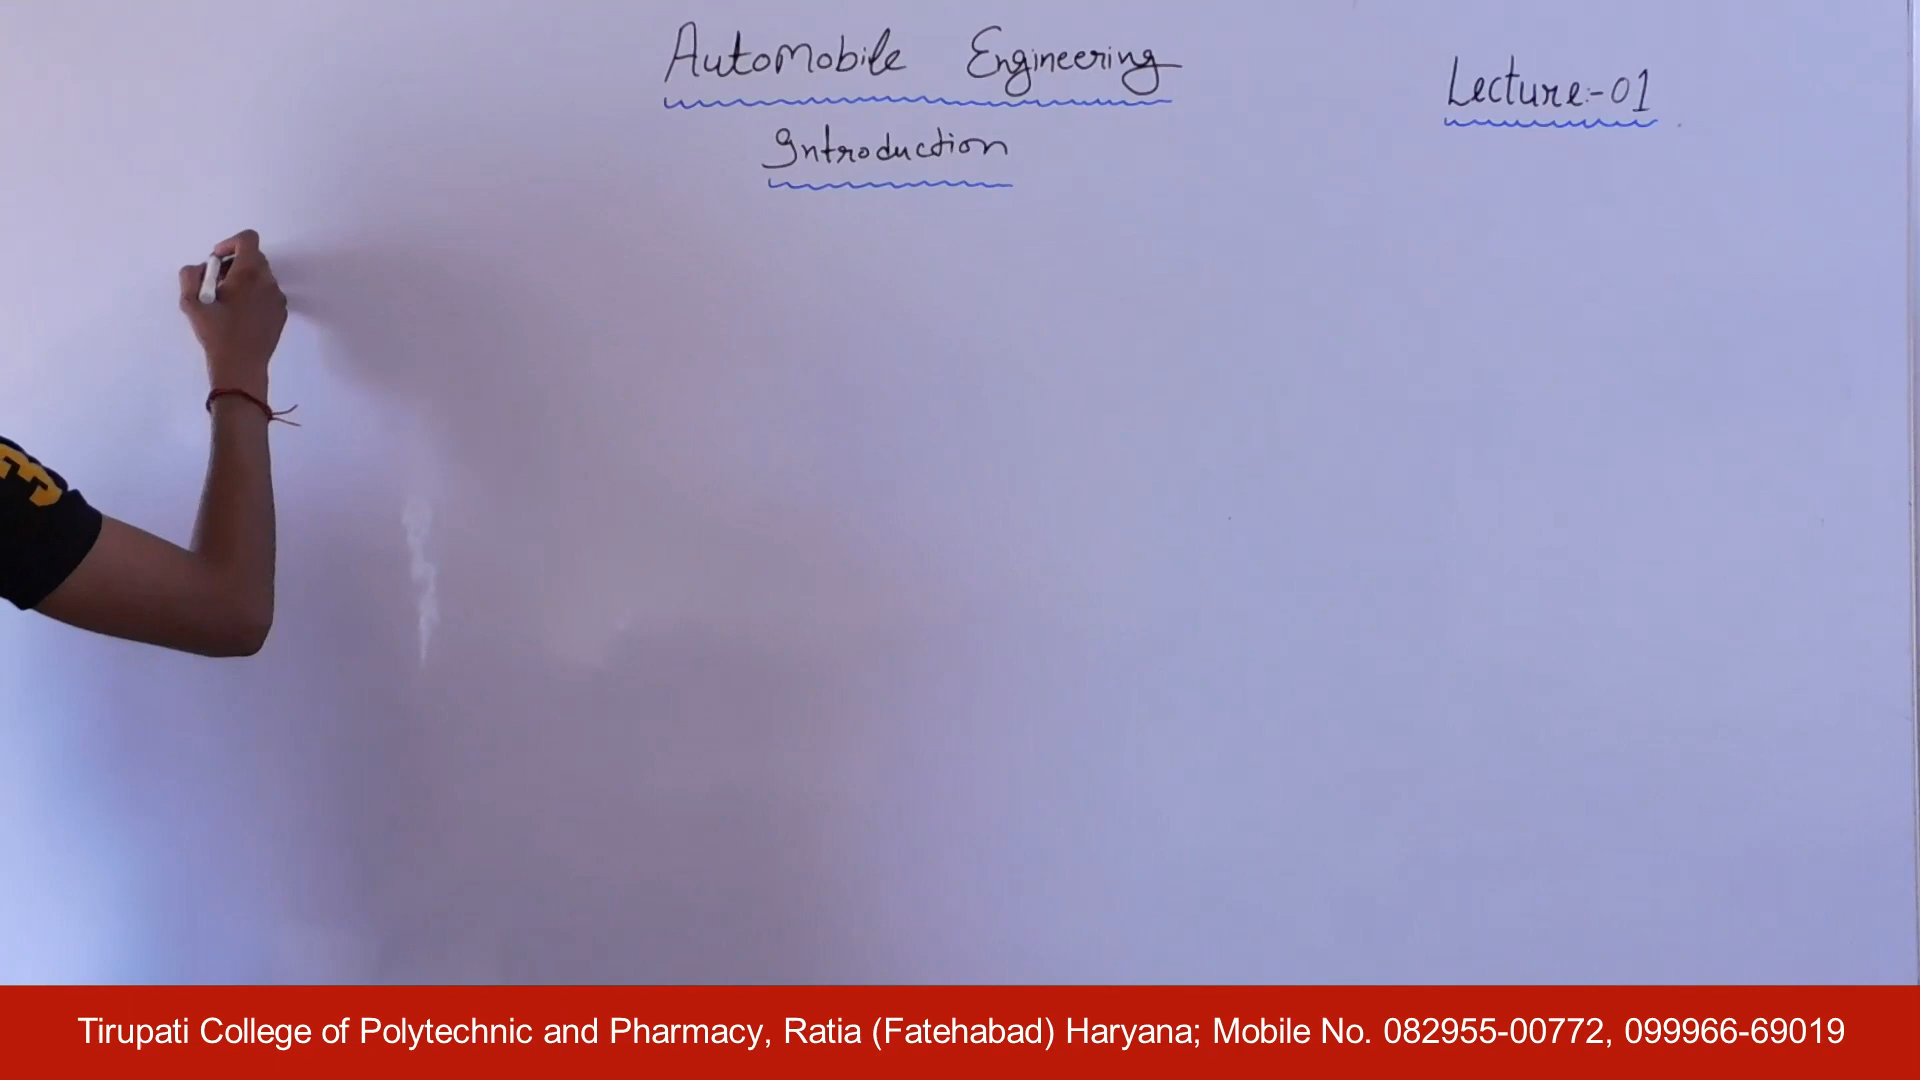 Automobile Engineering
Lecture:-01
Introduction
3
Tirupati College of Polytechnic and Pharmacy, Ratia (Fatehabad) Haryana; Mobile No. 082955-00772, 099966-69019